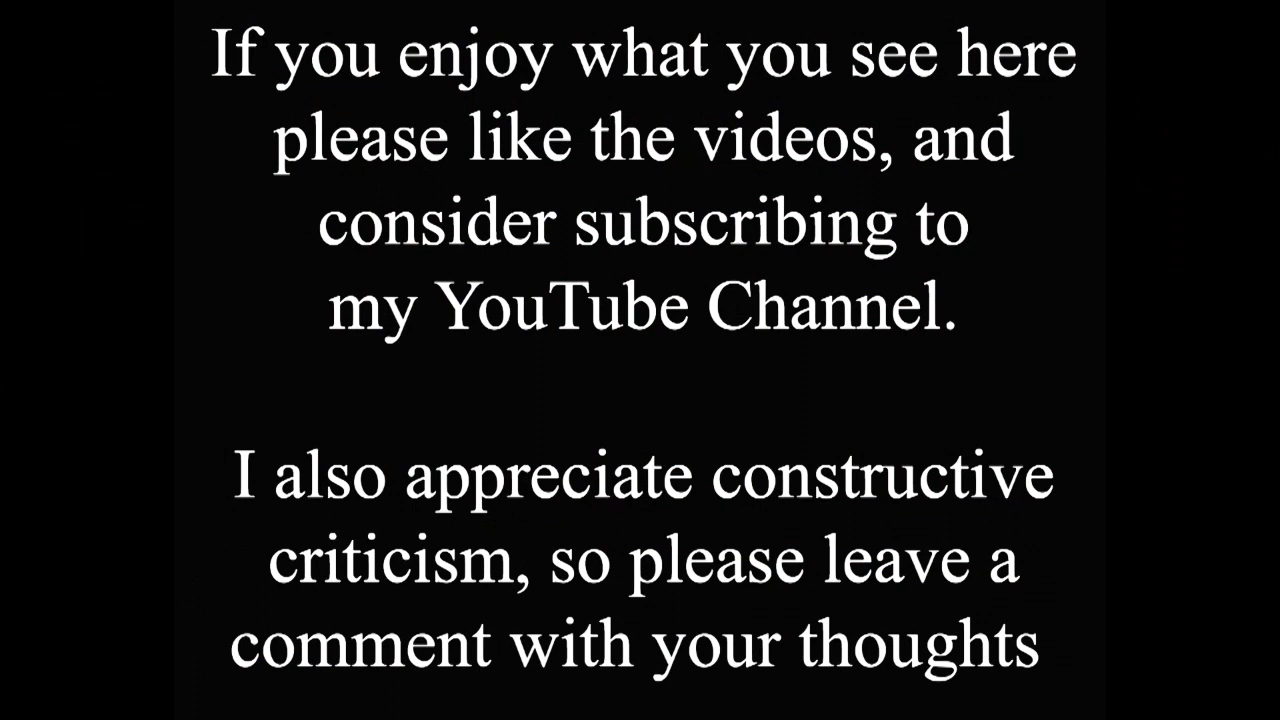 If you enjoy what you see here
please like the videos, and
consider subscribing to
my YouTube Channel.
I also appreciate constructive
criticism, so please leave a
comment with your thoughts